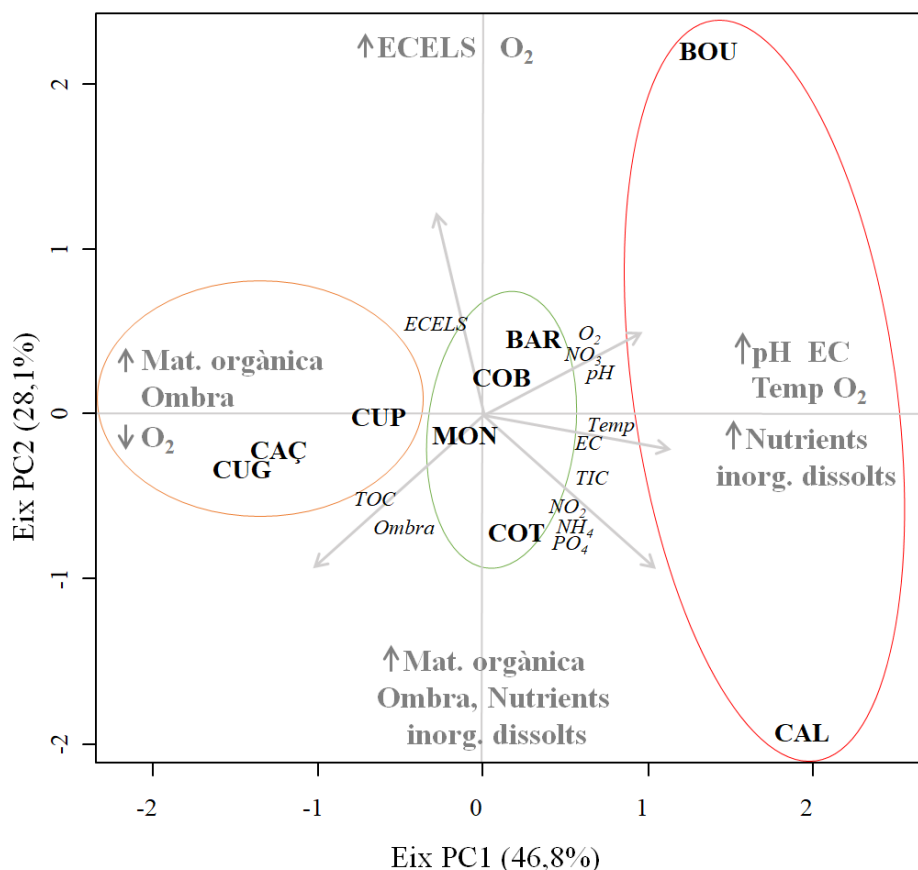 ↑ECELS O₂
BOU
2
1
0
-1
-2
Eix PC2 (28,1%)
ECELS
BAR
O₂
NO₃
pH
COB
↑ Mat. orgànica
Ombra
↓ O₂
↑pH EC
Temp O₂
↑Nutrients
inorg. dissolts
CUP
MON
Temp
EC
CAÇ
CUG
TIC
TOC
Ombra
NO₂
NH₄
PO₄
COT
↑Mat. orgànica
Ombra, Nutrients
inorg. dissolts
CAL
-2 -1 0 1 2
Eix PC1 (46,8%)